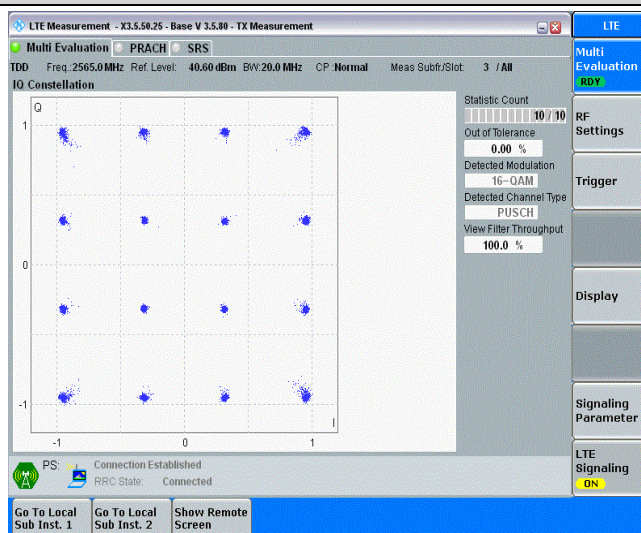 LTE Measurement - X3.5.50.25 - Base V 3.5.80 - TX Measurement
LTE
Multi Evaluation PRACH SRS
Multi
Evaluation
RDY
TDD Freq.:2565.0 MHz Ref. Level: 40.60 dBm BW:20.0 MHz CP :Normal Meas Subfr./Slot: 3 / All
IQ Constellation
Q
1
0
-1
-1 0 1
I
Statistic Count
10 / 10
Out of Tolerance
0.00 %
Detected Modulation
16-QAM
Detected Channel Type
PUSCH
View Filter Throughput
100.0 %
RF
Settings
Trigger
Display
Signaling
Parameter
LTE
Signaling
ON
PS: Connection Established
RRC State: Connected
Go To Local
Sub Inst. 1
Go To Local
Sub Inst. 2
Show Remote
Screen